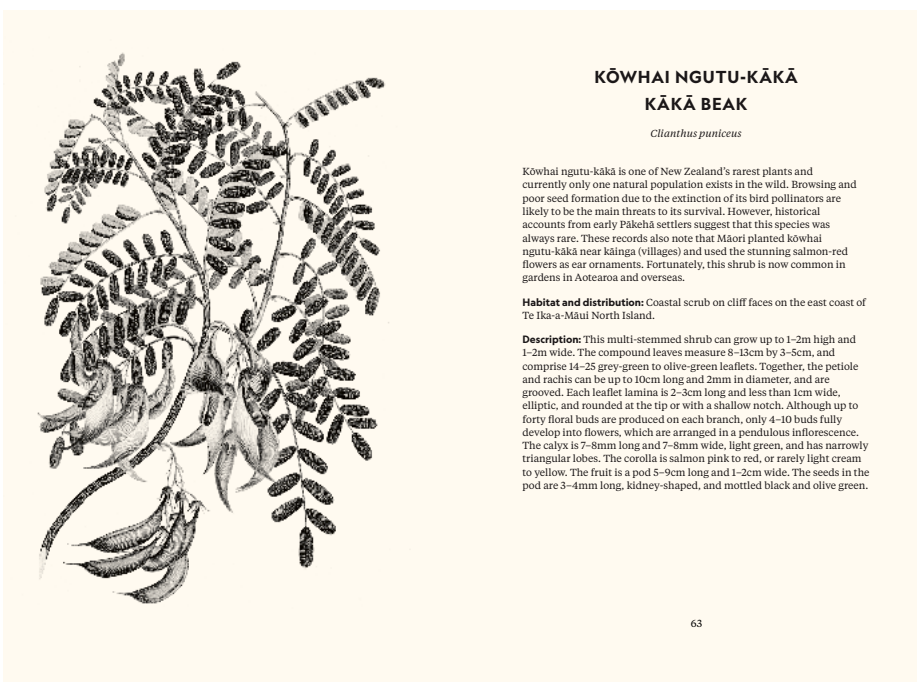 KŌWHAI NGUTU-KĀKĀ
KĀKĀ BEAK
Clianthus puniceus
Kōwhai ngutu-kākā is one of New Zealand's rarest plants and
currently only one natural population exists in the wild. Browsing and
poor seed formation due to the extinction of its bird pollinators are
likely to be the main threats to its survival. However, historical
accounts from early Pākehā settlers suggest that this species was
always rare. These records also note that Māori planted kōwhai
ngutu-kākā near kāinga (villages) and used the stunning salmon-red
flowers as ear ornaments. Fortunately, this shrub is now common in
gardens in Aotearoa and overseas.
Habitat and distribution: Coastal scrub on cliff faces on the east coast of
Te Ika-a-Māui North Island.
Description: This multi-stemmed shrub can grow up to 1–2m high and
1–2m wide. The compound leaves measure 8–13cm by 3–5cm, and
comprise 14–25 grey-green to olive-green leaflets. Together, the petiole
and rachis can be up to 10cm long and 2mm in diameter, and are
grooved. Each leaflet lamina is 2–3cm long and less than 1cm wide,
elliptic, and rounded at the tip or with a shallow notch. Although up to
forty floral buds are produced on each branch, only 4–10 buds fully
develop into flowers, which are arranged in a pendulous inflorescence.
The calyx is 7–8mm long and 7–8mm wide, light green, and has narrowly
triangular lobes. The corolla is salmon pink to red, or rarely light cream
to yellow. The fruit is a pod 5–9cm long and 1–2cm wide. The seeds in the
pod are 3–4mm long, kidney-shaped, and mottled black and olive green.
63